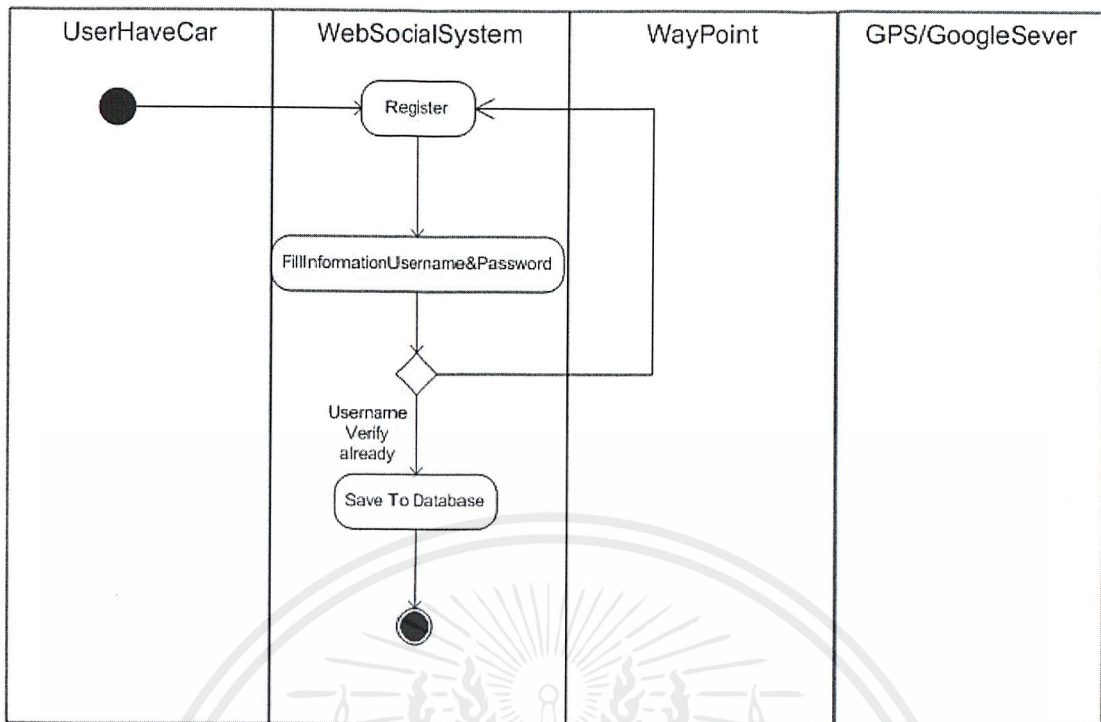 UserHaveCar
WebSocialSystem
WayPoint
GPS/GoogleSever
Register
FillInformationUsername&Password
Username
Verify
already
Save To Database